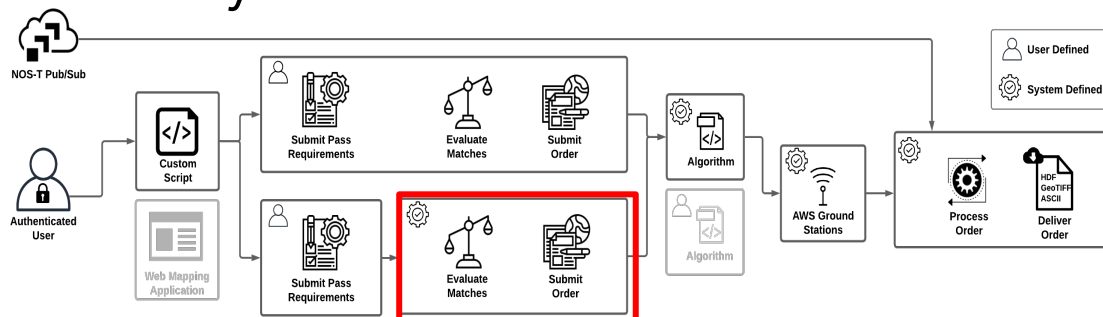 y
NOS-T Pub/Sub
User Defined
System Defined
Submit Pass
Requirements
Evaluate
Matches
Submit
Order
Custom
Script
Algorithm
Authenticated
User
AWS Ground
Stations
Process
Order
HDF
GeoTIFF
ASCII
Deliver
Order
Web Mapping
Application
Submit Pass
Requirements
Evaluate
Matches
Submit
Order
Algorithm